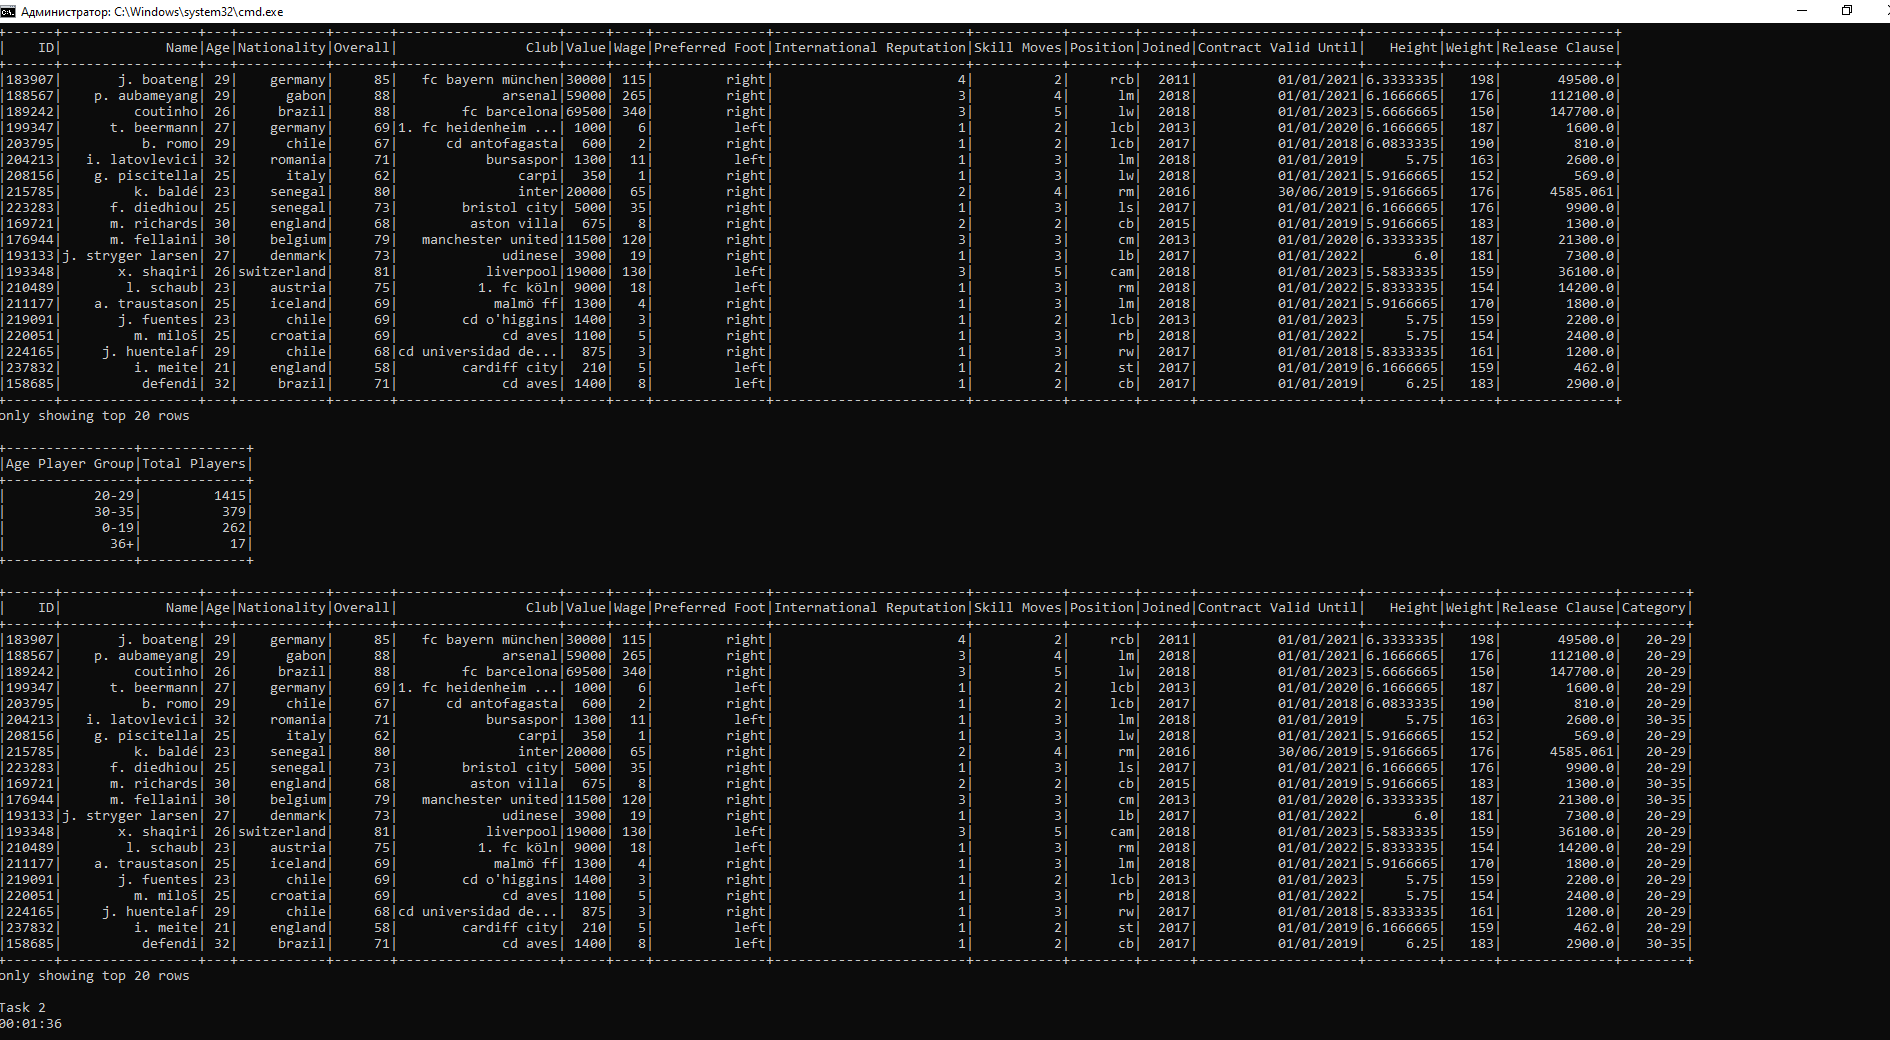 Администратор: C:\Windows\system32\cmd.exe
+------+-----------------+---+-----------+-------+--------------------+-----+----+--------------+------------------------+-----------+--------+------+--------------------+---------+------+--------------+
|    ID|             Name|Age|Nationality|Overall|                Club|Value|Wage|Preferred Foot|International Reputation|Skill Moves|Position|Joined|Contract Valid Until|   Height|Weight|Release Clause|
+------+-----------------+---+-----------+-------+--------------------+-----+----+--------------+------------------------+-----------+--------+------+--------------------+---------+------+--------------+
|183907|       j. boateng| 29|    germany|     85|   fc bayern münchen|30000| 115|         right|                       4|          2|     rcb|  2011|          01/01/2021|6.3333335|   198|       49500.0|
|188567|    p. aubameyang| 29|      gabon|     88|             arsenal|59000| 265|         right|                       3|          4|      lm|  2018|          01/01/2021|6.1666665|   176|      112100.0|
|189242|         coutinho| 26|     brazil|     88|        fc barcelona|69500| 340|         right|                       3|          5|      lw|  2018|          01/01/2023|5.6666665|   150|      147700.0|
|199347|      t. beermann| 27|    germany|     69|1. fc heidenheim ...| 1000|   6|          left|                       1|          2|     lcb|  2013|          01/01/2020|6.1666665|   187|        1600.0|
|203795|          b. romo| 29|      chile|     67|      cd antofagasta|  600|   2|         right|                       1|          2|     lcb|  2017|          01/01/2018|6.0833335|   190|         810.0|
|204213|   i. latovlevici| 32|    romania|     71|           bursaspor| 1300|  11|          left|                       1|          3|      lm|  2018|          01/01/2019|     5.75|   163|        2600.0|
|208156|    g. piscitella| 25|      italy|     62|               carpi|  350|   1|         right|                       1|          3|      lw|  2018|          01/01/2019|5.9166665|   152|         569.0|
|215785|         k. baldé| 23|    senegal|     80|               inter|20000|  65|         right|                       2|          4|      rm|  2016|          30/06/2019|5.9166665|   176|      4585.061|
|223283|      f. diedhiou| 25|    senegal|     73|        bristol city| 5000|  35|         right|                       1|          3|      ls|  2017|          01/01/2021|6.1666665|   176|        9900.0|
|169721|      m. richards| 30|    england|     68|         aston villa|  675|   8|         right|                       2|          2|      cb|  2015|          01/01/2019|5.9166665|   183|        1300.0|
|176944|      m. fellaini| 30|    belgium|     79|   manchester united|11500| 120|         right|                       3|          3|      cm|  2013|          01/01/2020|6.3333335|   187|       21300.0|
|193133|j. stryger larsen| 27|    denmark|     73|             udinese| 3900|  19|         right|                       1|          3|      lb|  2017|          01/01/2022|      6.0|   181|        7300.0|
|193348|       x. shaqiri| 26|switzerland|     81|           liverpool|19000| 130|          left|                       3|          5|     cam|  2018|          01/01/2023|5.5833335|   159|       36100.0|
|210489|        l. schaub| 23|    austria|     75|          1. fc köln| 9000|  18|          left|                       1|          3|      rm|  2018|          01/01/2022|5.8333335|   154|       14200.0|
|211177|    a. traustason| 25|    iceland|     69|            malmö ff| 1300|   4|         right|                       1|          3|      lm|  2018|          01/01/2021|5.9166665|   170|        1800.0|
|219091|       j. fuentes| 23|      chile|     69|        cd o'higgins| 1400|   3|         right|                       1|          2|     lcb|  2013|          01/01/2023|     5.75|   159|        2200.0|
|220051|         m. miloš| 25|    croatia|     69|             cd aves| 1100|   5|         right|                       1|          3|      rb|  2018|          01/01/2022|     5.75|   154|        2400.0|
|224165|     j. huentelaf| 29|      chile|     68|cd universidad de...|  875|   3|         right|                       1|          3|      rw|  2017|          01/01/2018|5.8333335|   161|        1200.0|
|237832|         i. meite| 21|    england|     58|        cardiff city|  210|   5|          left|                       1|          2|      st|  2017|          01/01/2019|6.1666665|   159|         462.0|
|158685|          defendi| 32|     brazil|     71|             cd aves| 1400|   8|          left|                       1|          2|      cb|  2017|          01/01/2019|     6.25|   183|        2900.0|
+------+-----------------+---+-----------+-------+--------------------+-----+----+--------------+------------------------+-----------+--------+------+--------------------+---------+------+--------------+
only showing top 20 rows
+----------------+-------------+
|Age Player Group|Total Players|
+----------------+-------------+
|           20-29|         1415|
|           30-35|          379|
|            0-19|          262|
|             36+|           17|
+----------------+-------------+
+------+-----------------+---+-----------+-------+--------------------+-----+----+--------------+------------------------+-----------+--------+------+--------------------+---------+------+--------------+--------+
|    ID|             Name|Age|Nationality|Overall|                Club|Value|Wage|Preferred Foot|International Reputation|Skill Moves|Position|Joined|Contract Valid Until|   Height|Weight|Release Clause|Category|
+------+-----------------+---+-----------+-------+--------------------+-----+----+--------------+------------------------+-----------+--------+------+--------------------+---------+------+--------------+--------+
|183907|       j. boateng| 29|    germany|     85|   fc bayern münchen|30000| 115|         right|                       4|          2|     rcb|  2011|          01/01/2021|6.3333335|   198|       49500.0|   20-29|
|188567|    p. aubameyang| 29|      gabon|     88|             arsenal|59000| 265|         right|                       3|          4|      lm|  2018|          01/01/2021|6.1666665|   176|      112100.0|   20-29|
|189242|         coutinho| 26|     brazil|     88|        fc barcelona|69500| 340|         right|                       3|          5|      lw|  2018|          01/01/2023|5.6666665|   150|      147700.0|   20-29|
|199347|      t. beermann| 27|    germany|     69|1. fc heidenheim ...| 1000|   6|          left|                       1|          2|     lcb|  2013|          01/01/2020|6.1666665|   187|        1600.0|   20-29|
|203795|          b. romo| 29|      chile|     67|      cd antofagasta|  600|   2|         right|                       1|          2|     lcb|  2017|          01/01/2018|6.0833335|   190|         810.0|   20-29|
|204213|   i. latovlevici| 32|    romania|     71|           bursaspor| 1300|  11|          left|                       1|          3|      lm|  2018|          01/01/2019|     5.75|   163|        2600.0|   30-35|
|208156|    g. piscitella| 25|      italy|     62|               carpi|  350|   1|         right|                       1|          3|      lw|  2018|          01/01/2019|5.9166665|   152|         569.0|   20-29|
|215785|         k. baldé| 23|    senegal|     80|               inter|20000|  65|         right|                       2|          4|      rm|  2016|          30/06/2019|5.9166665|   176|      4585.061|   20-29|
|223283|      f. diedhiou| 25|    senegal|     73|        bristol city| 5000|  35|         right|                       1|          3|      ls|  2017|          01/01/2021|6.1666665|   176|        9900.0|   20-29|
|169721|      m. richards| 30|    england|     68|         aston villa|  675|   8|         right|                       2|          2|      cb|  2015|          01/01/2019|5.9166665|   183|        1300.0|   30-35|
|176944|      m. fellaini| 30|    belgium|     79|   manchester united|11500| 120|         right|                       3|          3|      cm|  2013|          01/01/2020|6.3333335|   187|       21300.0|   30-35|
|193133|j. stryger larsen| 27|    denmark|     73|             udinese| 3900|  19|         right|                       1|          3|      lb|  2017|          01/01/2022|      6.0|   181|        7300.0|   20-29|
|193348|       x. shaqiri| 26|switzerland|     81|           liverpool|19000| 130|          left|                       3|          5|     cam|  2018|          01/01/2023|5.5833335|   159|       36100.0|   20-29|
|210489|        l. schaub| 23|    austria|     75|          1. fc köln| 9000|  18|          left|                       1|          3|      rm|  2018|          01/01/2022|5.8333335|   154|       14200.0|   20-29|
|211177|    a. traustason| 25|    iceland|     69|            malmö ff| 1300|   4|         right|                       1|          3|      lm|  2018|          01/01/2021|5.9166665|   170|        1800.0|   20-29|
|219091|       j. fuentes| 23|      chile|     69|        cd o'higgins| 1400|   3|         right|                       1|          2|     lcb|  2013|          01/01/2023|     5.75|   159|        2200.0|   20-29|
|220051|         m. miloš| 25|    croatia|     69|             cd aves| 1100|   5|         right|                       1|          3|      rb|  2018|          01/01/2022|     5.75|   154|        2400.0|   20-29|
|224165|     j. huentelaf| 29|      chile|     68|cd universidad de...|  875|   3|         right|                       1|          3|      rw|  2017|          01/01/2018|5.8333335|   161|        1200.0|   20-29|
|237832|         i. meite| 21|    england|     58|        cardiff city|  210|   5|          left|                       1|          2|      st|  2017|          01/01/2019|6.1666665|   159|         462.0|   20-29|
|158685|          defendi| 32|     brazil|     71|             cd aves| 1400|   8|          left|                       1|          2|      cb|  2017|          01/01/2019|     6.25|   183|        2900.0|   30-35|
+------+-----------------+---+-----------+-------+--------------------+-----+----+--------------+------------------------+-----------+--------+------+--------------------+---------+------+--------------+--------+
only showing top 20 rows
Task 2
00:01:36